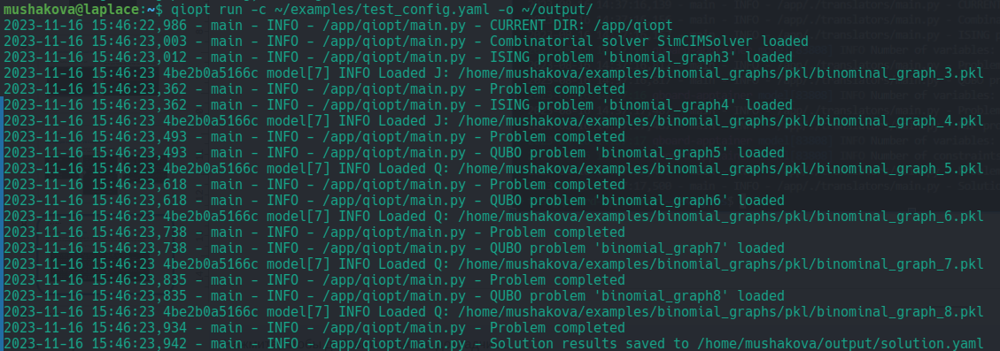 mushakova@laplace:~$ qiopt run -c ~/examples/test_config.yaml -o ~/output/
2023-11-16 15:46:22,986 - main - INFO - /app/qiopt/main.py - CURRENT DIR: /app/qiopt
2023-11-16 15:46:23,003 - main - INFO - /app/qiopt/main.py - Combinatorial solver SimCIMSolver loaded
2023-11-16 15:46:23,012 - main - INFO - /app/qiopt/main.py - ISING problem 'binomial_graph3' loaded
2023-11-16 15:46:23 4be2b0a5166c model[7] INFO Loaded J: /home/mushakova/examples/binomial_graphs/pkl/binominal_graph_3.pkl
2023-11-16 15:46:23,362 - main - INFO - /app/qiopt/main.py - Problem completed
2023-11-16 15:46:23,362 - main - INFO - /app/qiopt/main.py - ISING problem 'binomial_graph4' loaded
2023-11-16 15:46:23 4be2b0a5166c model[7] INFO Loaded J: /home/mushakova/examples/binomial_graphs/pkl/binominal_graph_4.pkl
2023-11-16 15:46:23,493 - main - INFO - /app/qiopt/main.py - Problem completed
2023-11-16 15:46:23,493 - main - INFO - /app/qiopt/main.py - QUBO problem 'binomial_graph5' loaded
2023-11-16 15:46:23 4be2b0a5166c model[7] INFO Loaded Q: /home/mushakova/examples/binomial_graphs/pkl/binominal_graph_5.pkl
2023-11-16 15:46:23,618 - main - INFO - /app/qiopt/main.py - Problem completed
2023-11-16 15:46:23,618 - main - INFO - /app/qiopt/main.py - QUBO problem 'binomial_graph6' loaded
2023-11-16 15:46:23 4be2b0a5166c model[7] INFO Loaded Q: /home/mushakova/examples/binomial_graphs/pkl/binominal_graph_6.pkl
2023-11-16 15:46:23,738 - main - INFO - /app/qiopt/main.py - Problem completed
2023-11-16 15:46:23,738 - main - INFO - /app/qiopt/main.py - QUBO problem 'binomial_graph7' loaded
2023-11-16 15:46:23 4be2b0a5166c model[7] INFO Loaded Q: /home/mushakova/examples/binomial_graphs/pkl/binominal_graph_7.pkl
2023-11-16 15:46:23,835 - main - INFO - /app/qiopt/main.py - Problem completed
2023-11-16 15:46:23,835 - main - INFO - /app/qiopt/main.py - QUBO problem 'binomial_graph8' loaded
2023-11-16 15:46:23 4be2b0a5166c model[7] INFO Loaded Q: /home/mushakova/examples/binomial_graphs/pkl/binominal_graph_8.pkl
2023-11-16 15:46:23,934 - main - INFO - /app/qiopt/main.py - Problem completed
2023-11-16 15:46:23,942 - main - INFO - /app/qiopt/main.py - Solution results saved to /home/mushakova/output/solution.yaml